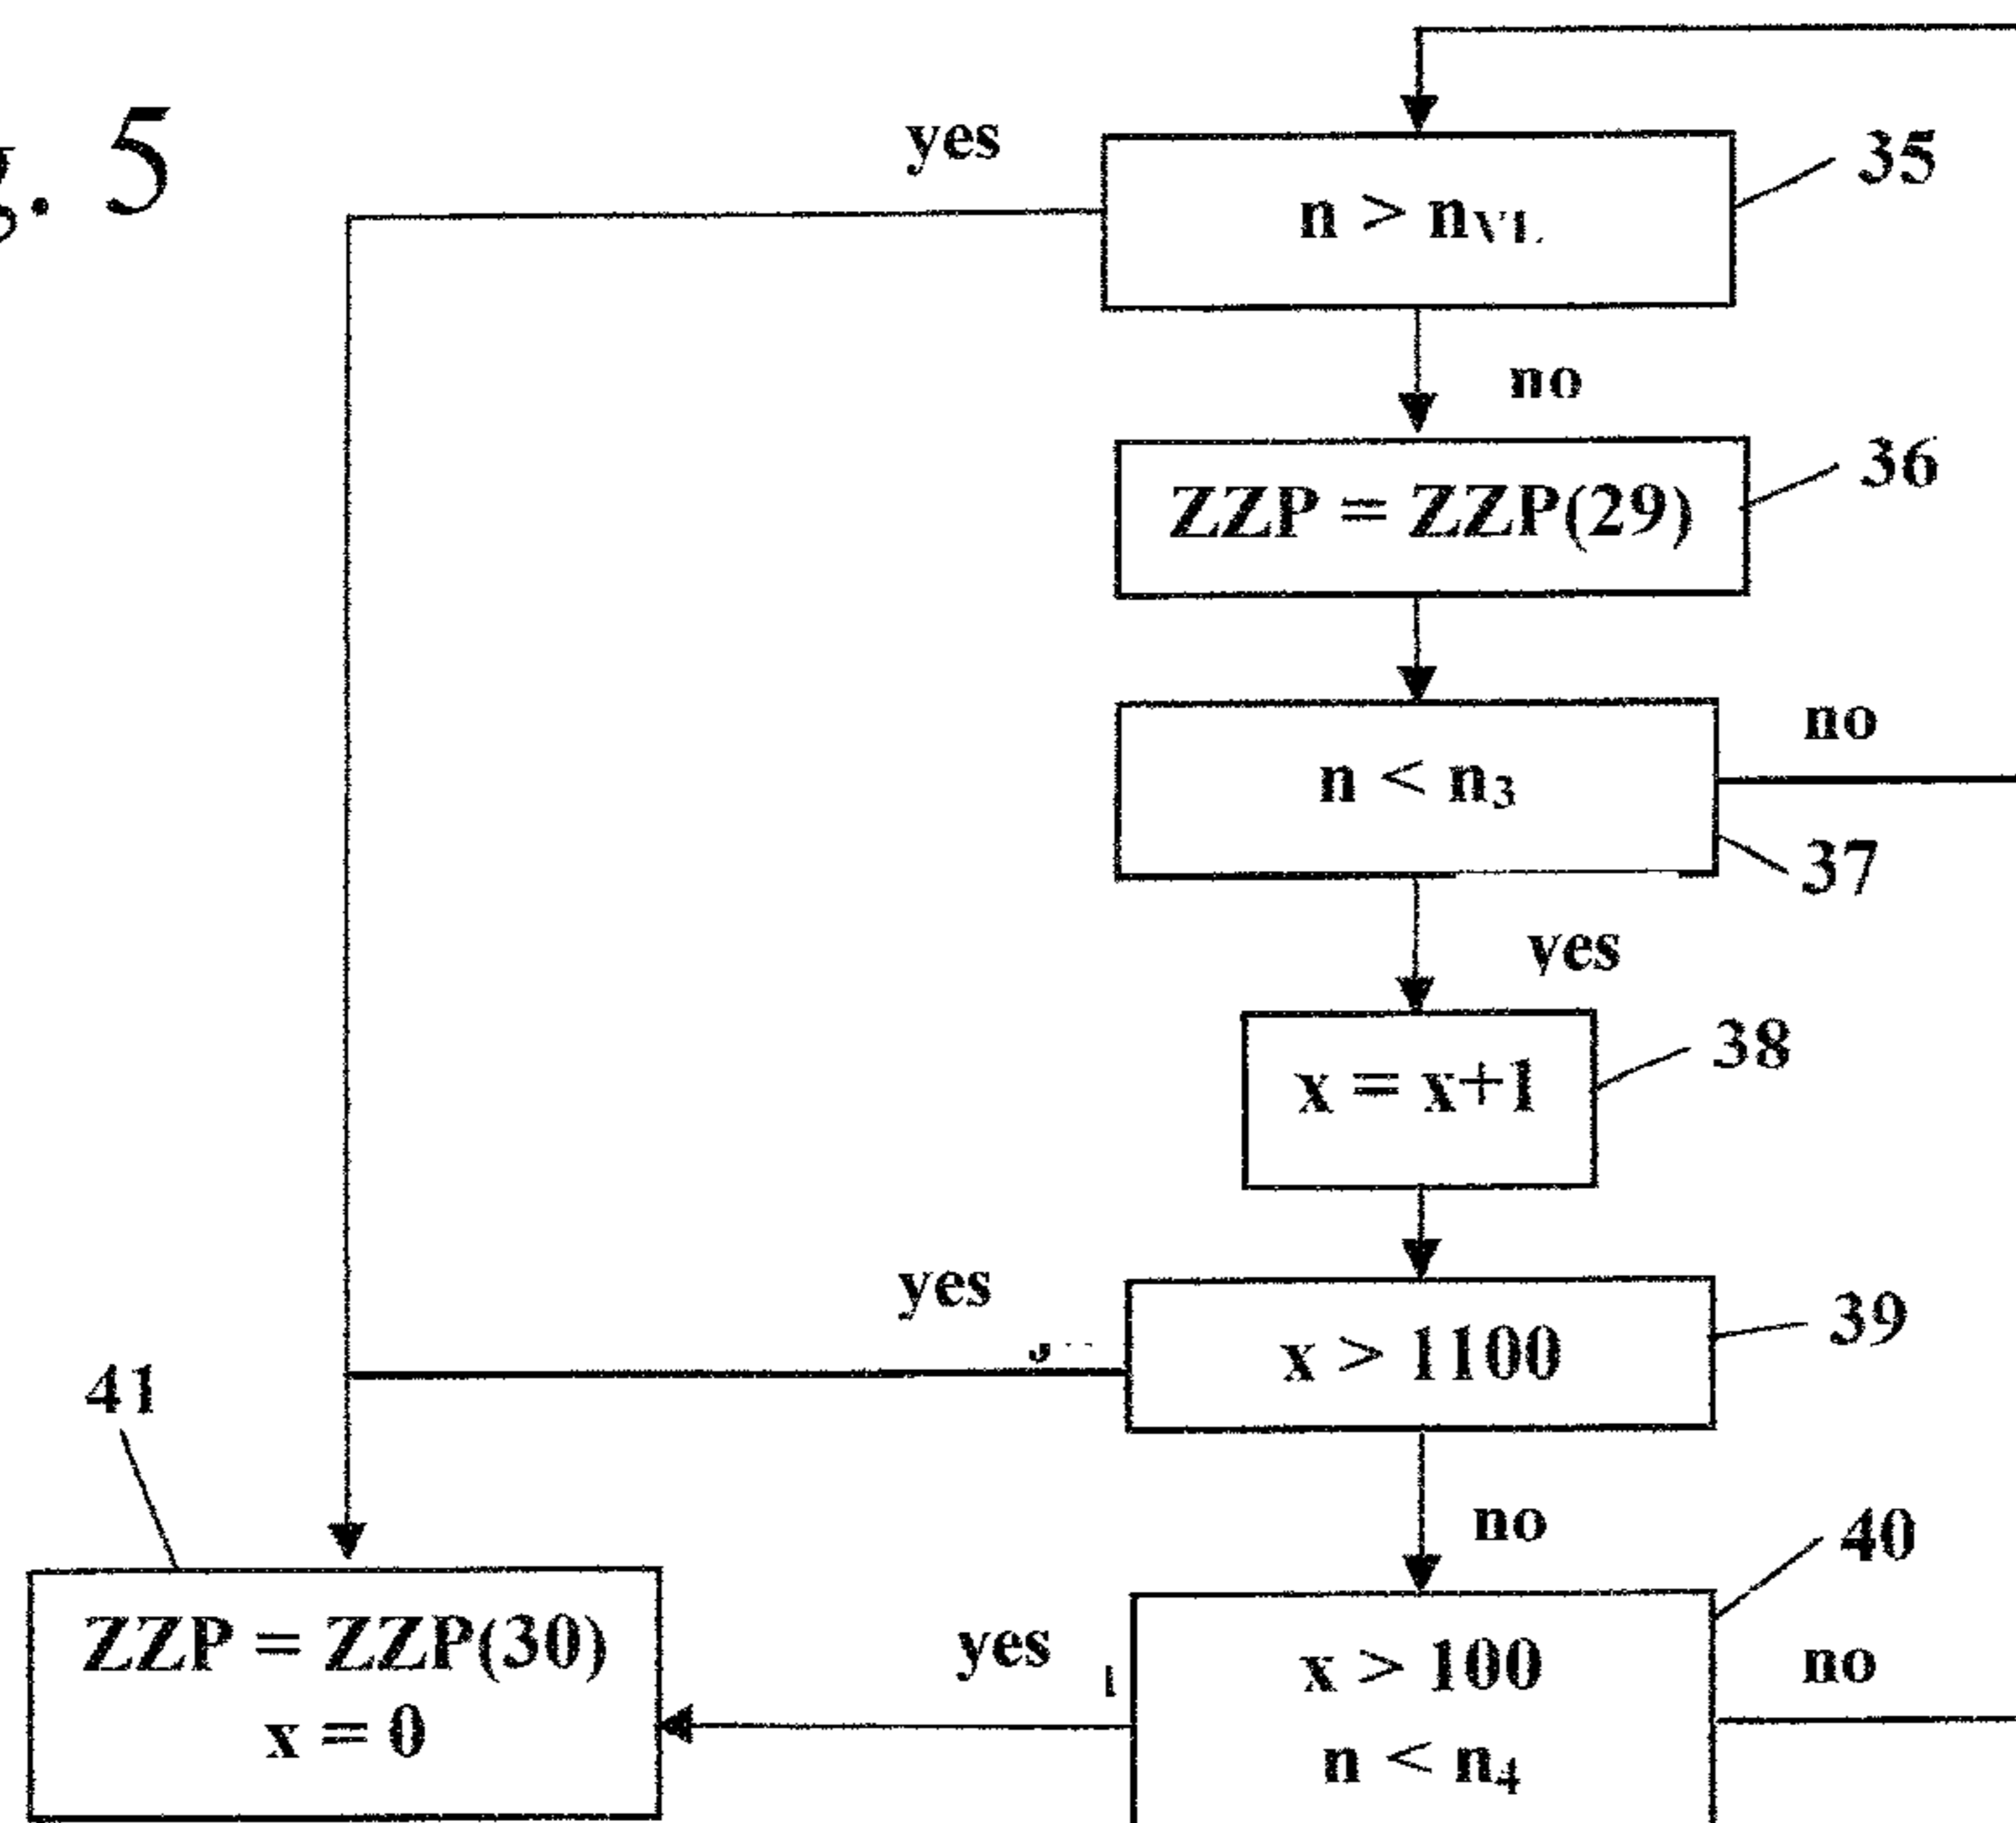 g. 5
yes
35
n > nVL
no
36
ZZP = ZZP(29)
no
n < n3
37
yes
38
x = x+1
yes
39
x > 1100
41
no
40
ZZP = ZZP(30)
x = 0
yes
x > 100
n < n4
no